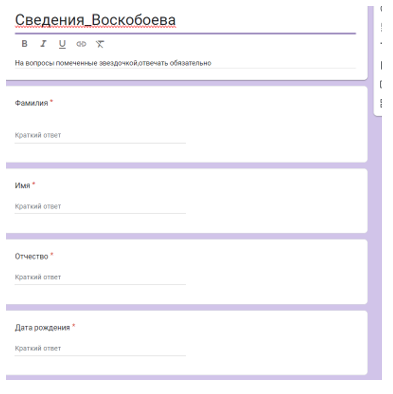 Сведения_Воскобоева
B I U
На вопросы помеченные звездочкой,отвечать обязательно
Фамилия *
Краткий ответ
Имя *
Краткий ответ
Отчество *
Краткий ответ
Дата рождения *
Краткий ответ